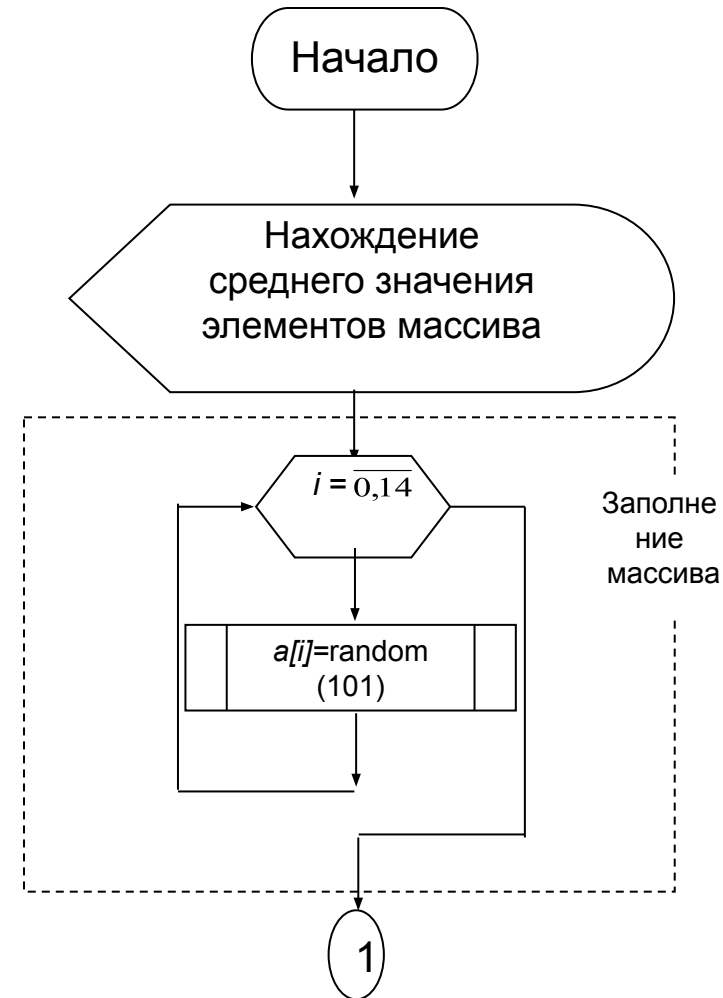 Начало
Нахождение
среднего значения
элементов массива
i = 0,14
Заполне
ние
массива
a[i]=random
(101)
1